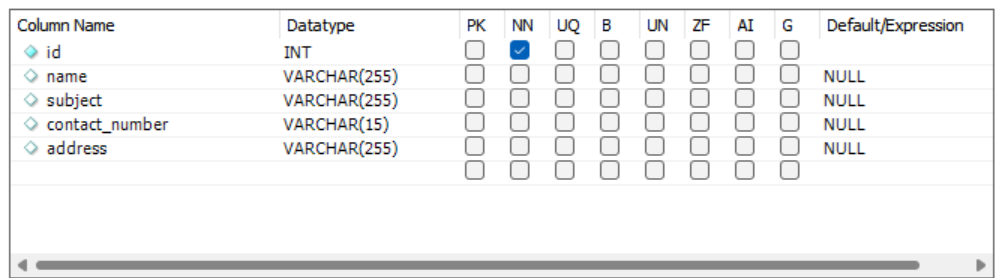 Column Name Datatype PK NN UQ B UN ZF AI G Default/Expression
id INT
name VARCHAR(255) NULL
subject VARCHAR(255) NULL
contact_number VARCHAR(15) NULL
address VARCHAR(255) NULL